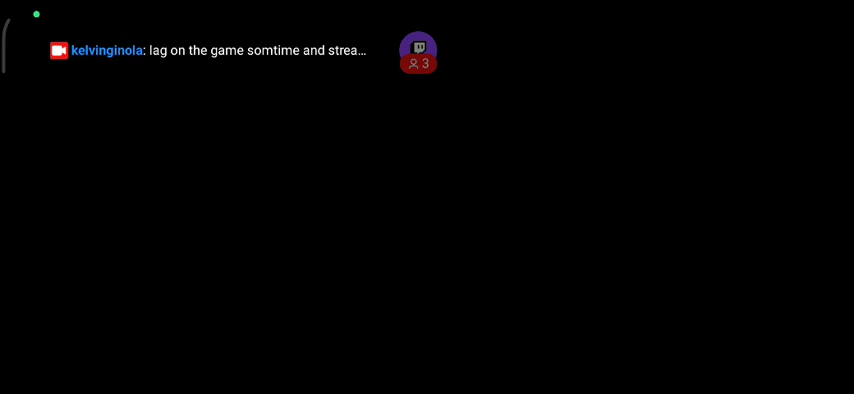 kelvinginola: lag on the game somtime and strea...
3